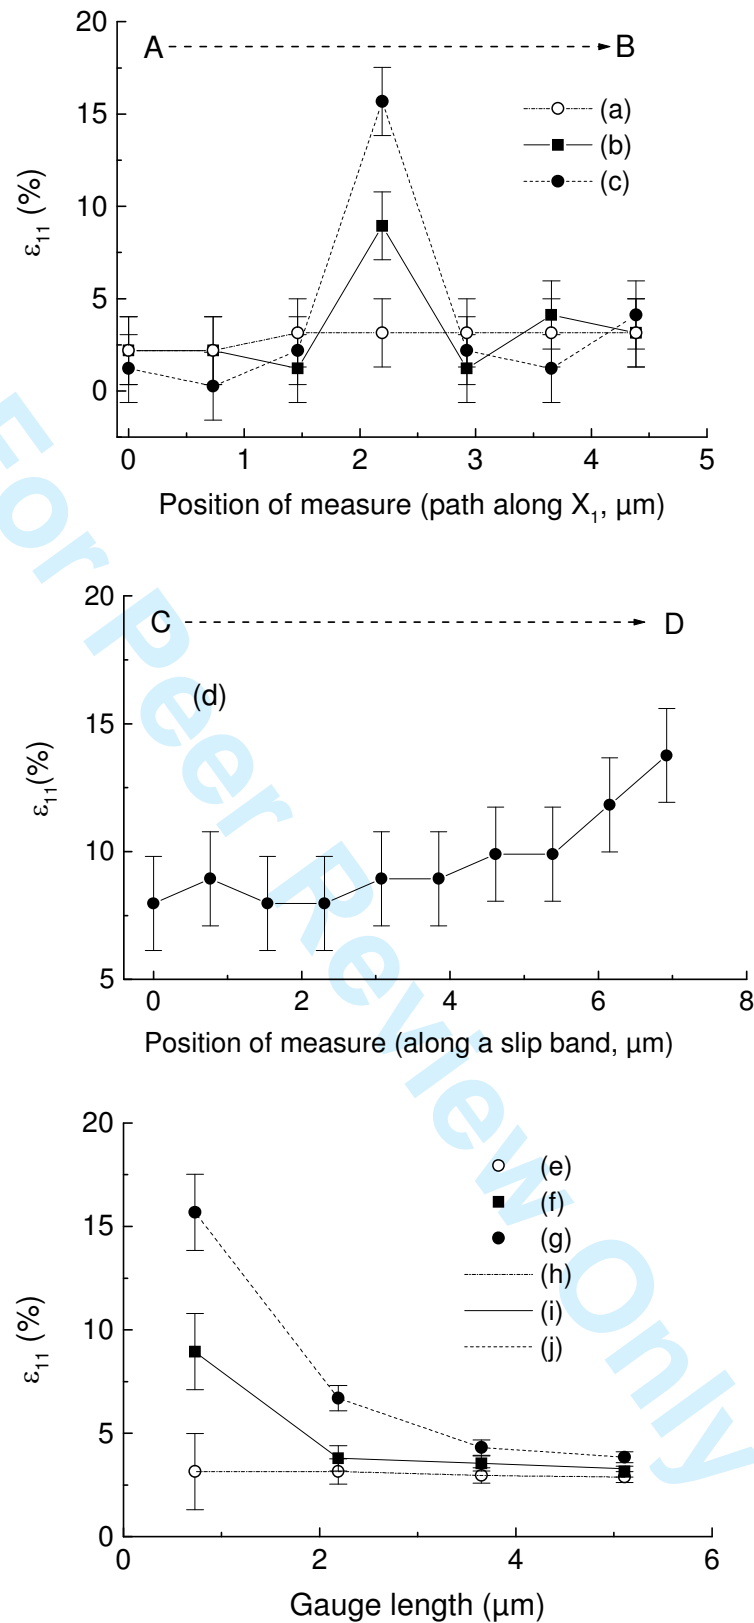 20
A
B
(a)
15
(b)
(c)
10
ε₁₁ (%)
5
0
0 1 2 3 4 5
Position of measure (path along X₁, µm)
20
C
D
(d)
15
ε₁₁(%)
10
5
0 2 4 6 8
Position of measure (along a slip band, µm)
20
(e)
(f)
15
(g)
(h)
10
(i)
(j)
ε₁₁ (%)
5
0
0 2 4 6
Gauge length (µm)
For Peer Review Only